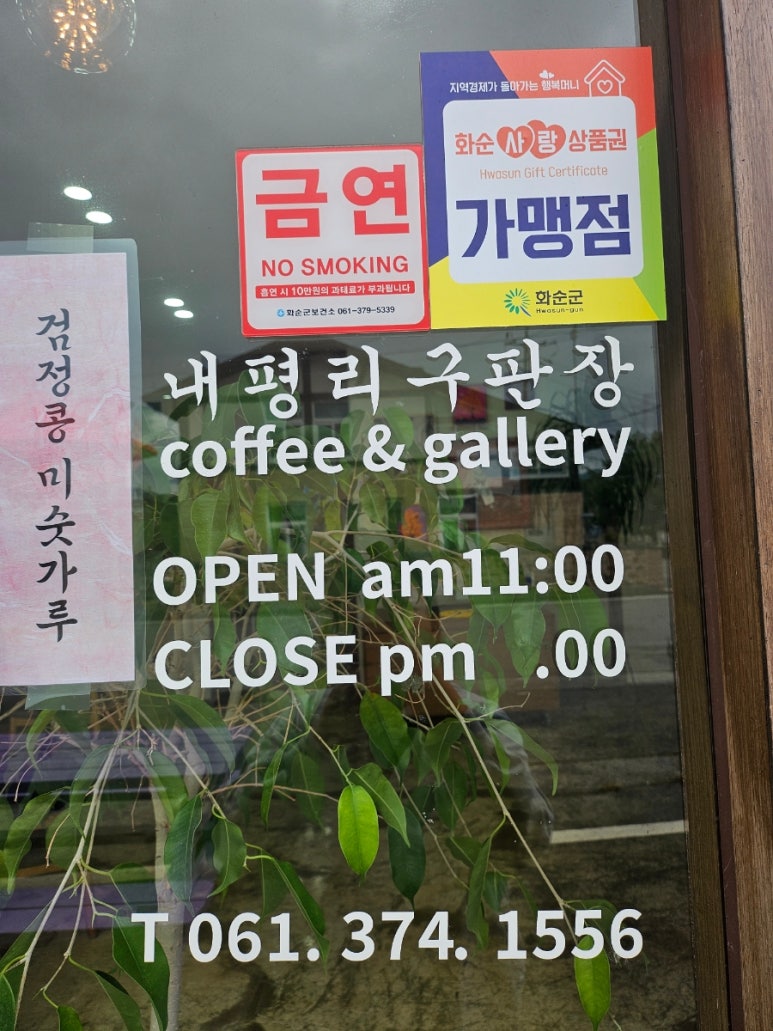 지역경제가 돌아가는 행복머니
화순사랑상품권
Hwasun Gift Certificate
가맹점
화순군
Hwasun-gun
금연
NO SMOKING
흡연 시 10만원의 과태료가 부과됩니다
화순군보건소 061-379-5339
검정콩 미숫가루
내평리구판장
coffee & gallery
OPEN am11:00
CLOSE pm .00
T 061. 374. 1556